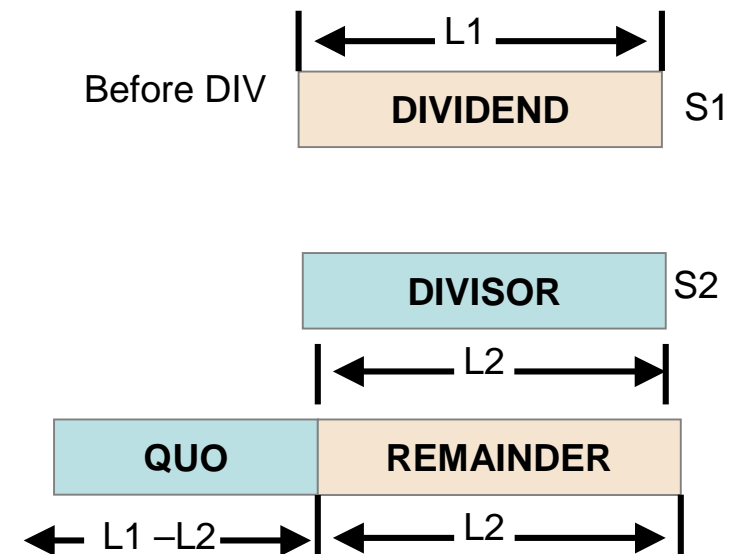 L1
Before DIV
DIVIDEND
S1
DIVISOR
S2
L2
QUO
REMAINDER
L1 –L2
L2